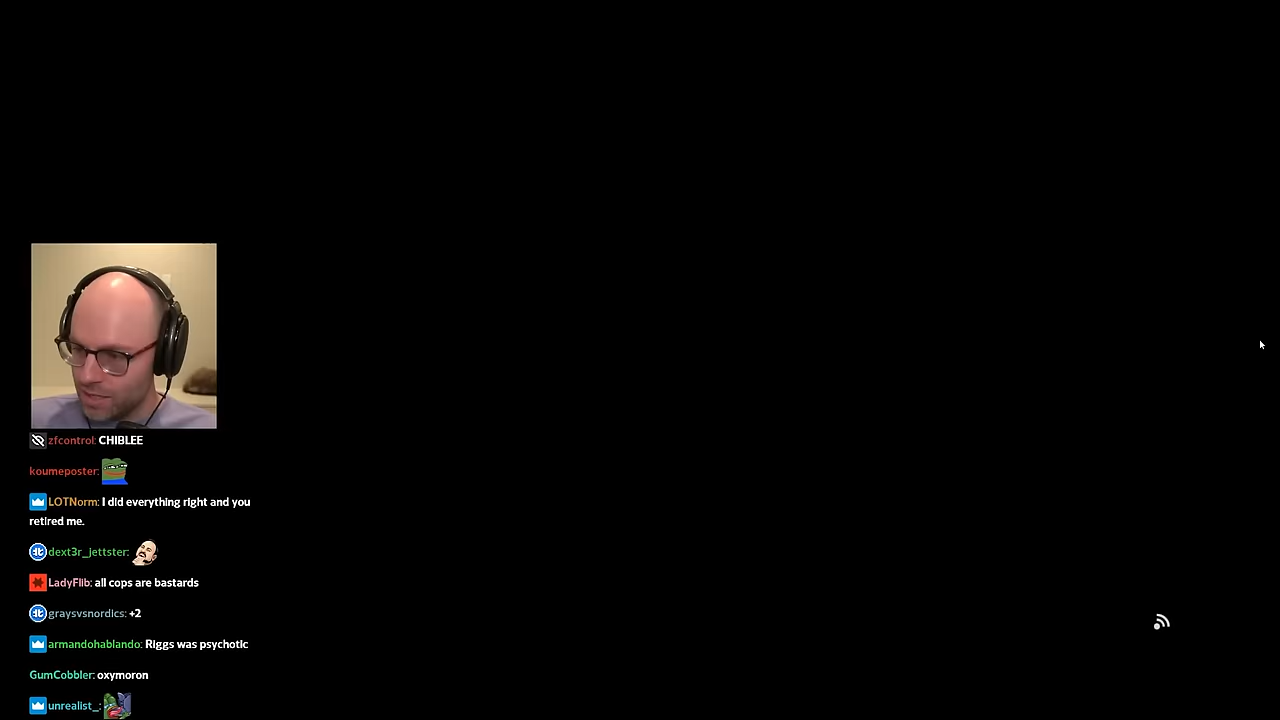 zfcontrol: CHIBLEE
koumeposter:
LOTNorm: I did everything right and you
retired me.
dext3r_jettster:
LadyFlib: all cops are bastards
graysvsnordics: +2
armandohablando: Riggs was psychotic
GumCobbler: oxymoron
unrealist_: